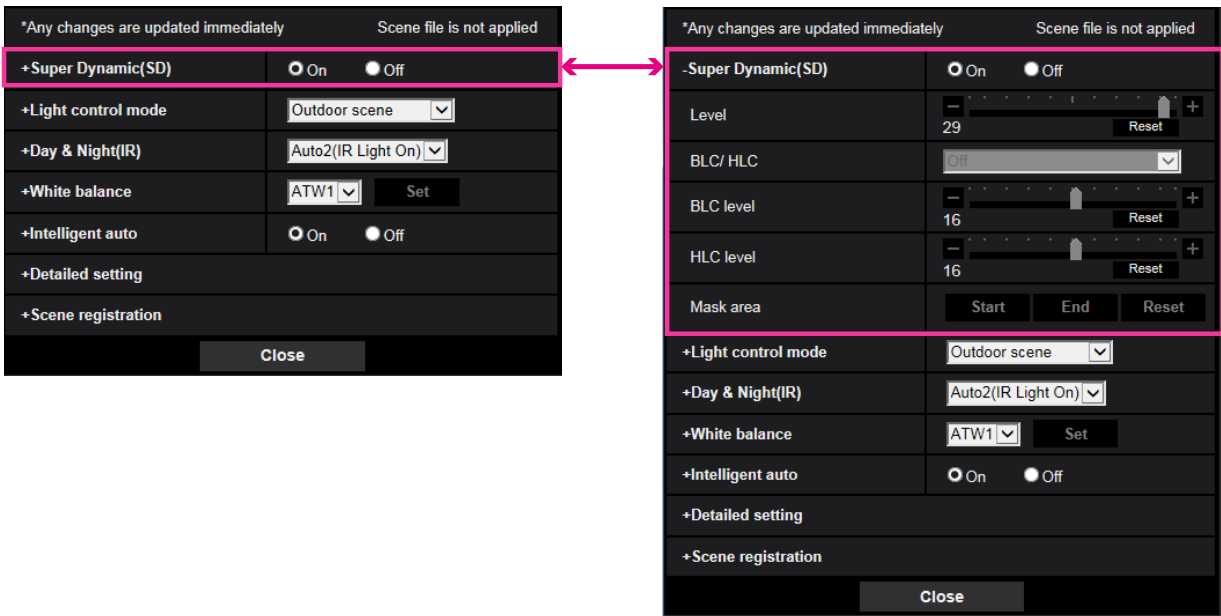 *Any changes are updated immediately Scene file is not applied
+Super Dynamic(SD) On Off
+Light control mode Outdoor scene
+Day & Night(IR) Auto2(IR Light On)
+White balance ATW1 Set
+Intelligent auto On Off
+Detailed setting
+Scene registration
Close
*Any changes are updated immediately Scene file is not applied
-Super Dynamic(SD) On Off
Level 29 Reset
BLC/ HLC Off
BLC level 16 Reset
HLC level 16 Reset
Mask area Start End Reset
+Light control mode Outdoor scene
+Day & Night(IR) Auto2(IR Light On)
+White balance ATW1 Set
+Intelligent auto On Off
+Detailed setting
+Scene registration
Close